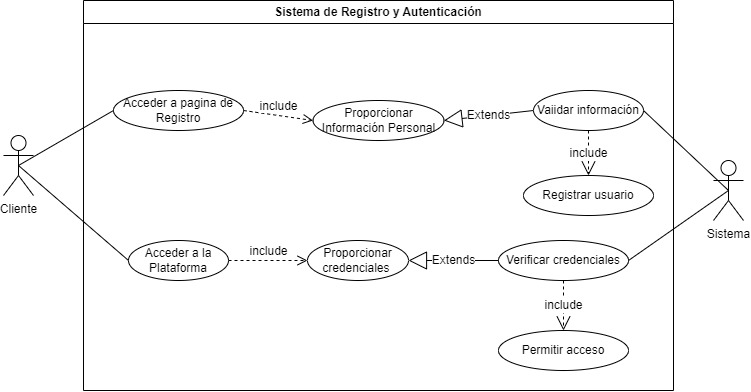 Sistema de Registro y Autenticación
Acceder a pagina de
Registro
include
Proporcionar
Información Personal
Extends
Vaiidar información
include
Registrar usuario
Cliente
Sistema
Acceder a la
Plataforma
include
Proporcionar
credenciales
Extends
Verificar credenciales
include
Permitir acceso